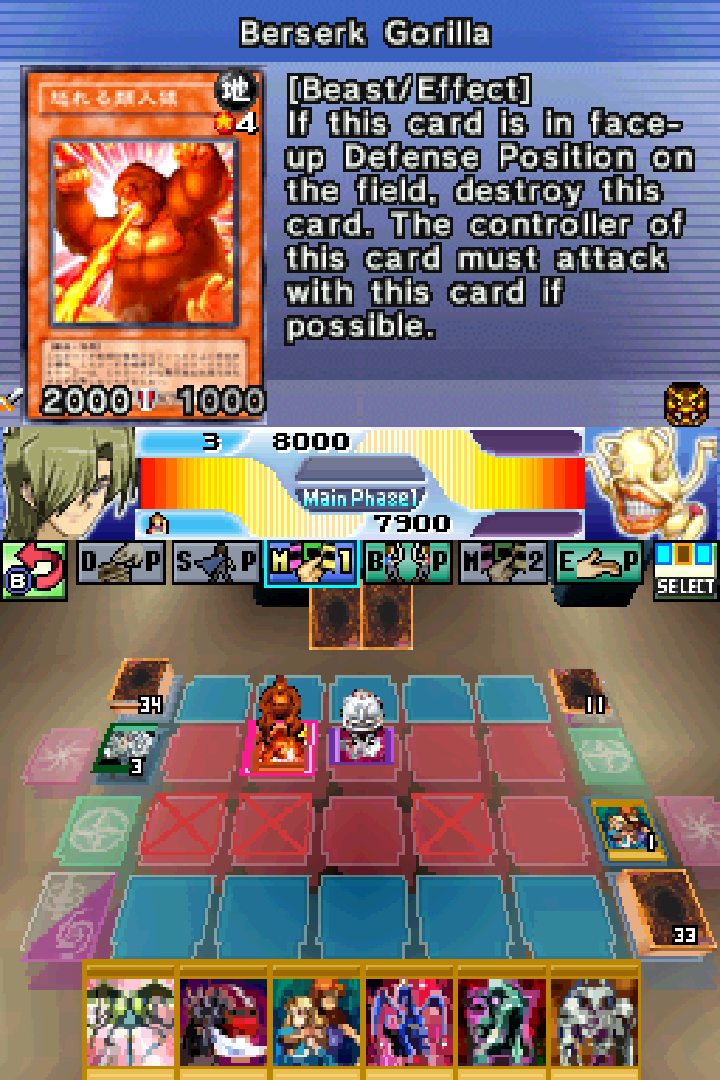 Berserk Gorilla
怒れる類人猿
地
4
[Beast/Effect]
If this card is in face-
up Defense Position on
the field, destroy this
card. The controller of
this card must attack
with this card if
possible.
2000 1000
3 8000
Main Phase1
7900
B D P S P M 1 B P M 2 E P SELECT
34 11
3
1
33